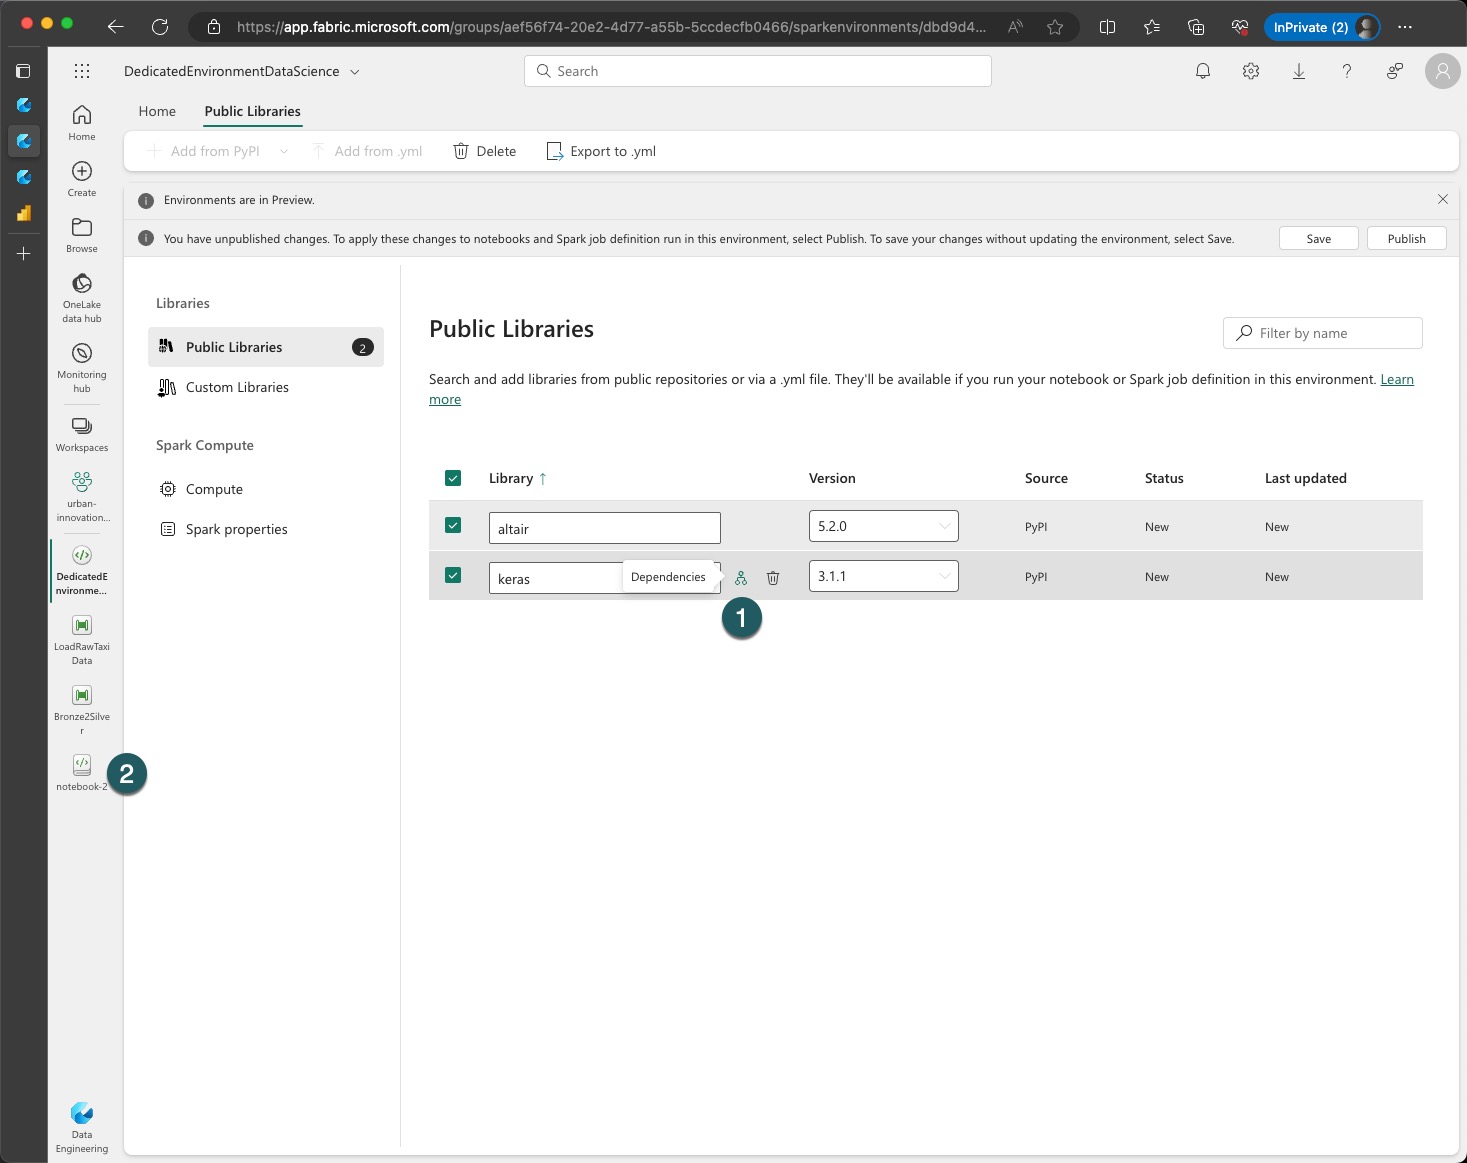 https://app.fabric.microsoft.com/groups/aef56f74-20e2-4d77-a55b-5ccdecfb0466/sparkenvironments/dbd9d4...
InPrivate (2)
DedicatedEnvironmentDataScience
Search
Home
Public Libraries
Add from PyPI
Add from .yml
Delete
Export to .yml
Environments are in Preview.
You have unpublished changes. To apply these changes to notebooks and Spark job definition run in this environment, select Publish. To save your changes without updating the environment, select Save.
Save
Publish
Home
Create
Browse
OneLake
data hub
Monitoring
hub
Workspaces
urban-
innovation...
DedicatedE
nvironme...
LoadRawTaxi
Data
Bronze2Silve
r
notebook-2
2
Data
Engineering
Libraries
Public Libraries
2
Custom Libraries
Spark Compute
Compute
Spark properties
Public Libraries
Filter by name
Search and add libraries from public repositories or via a .yml file. They'll be available if you run your notebook or Spark job definition in this environment. Learn
more
Library ↑ Version Source Status Last updated
altair 5.2.0 PyPI New New
keras Dependencies 3.1.1 PyPI New New
1